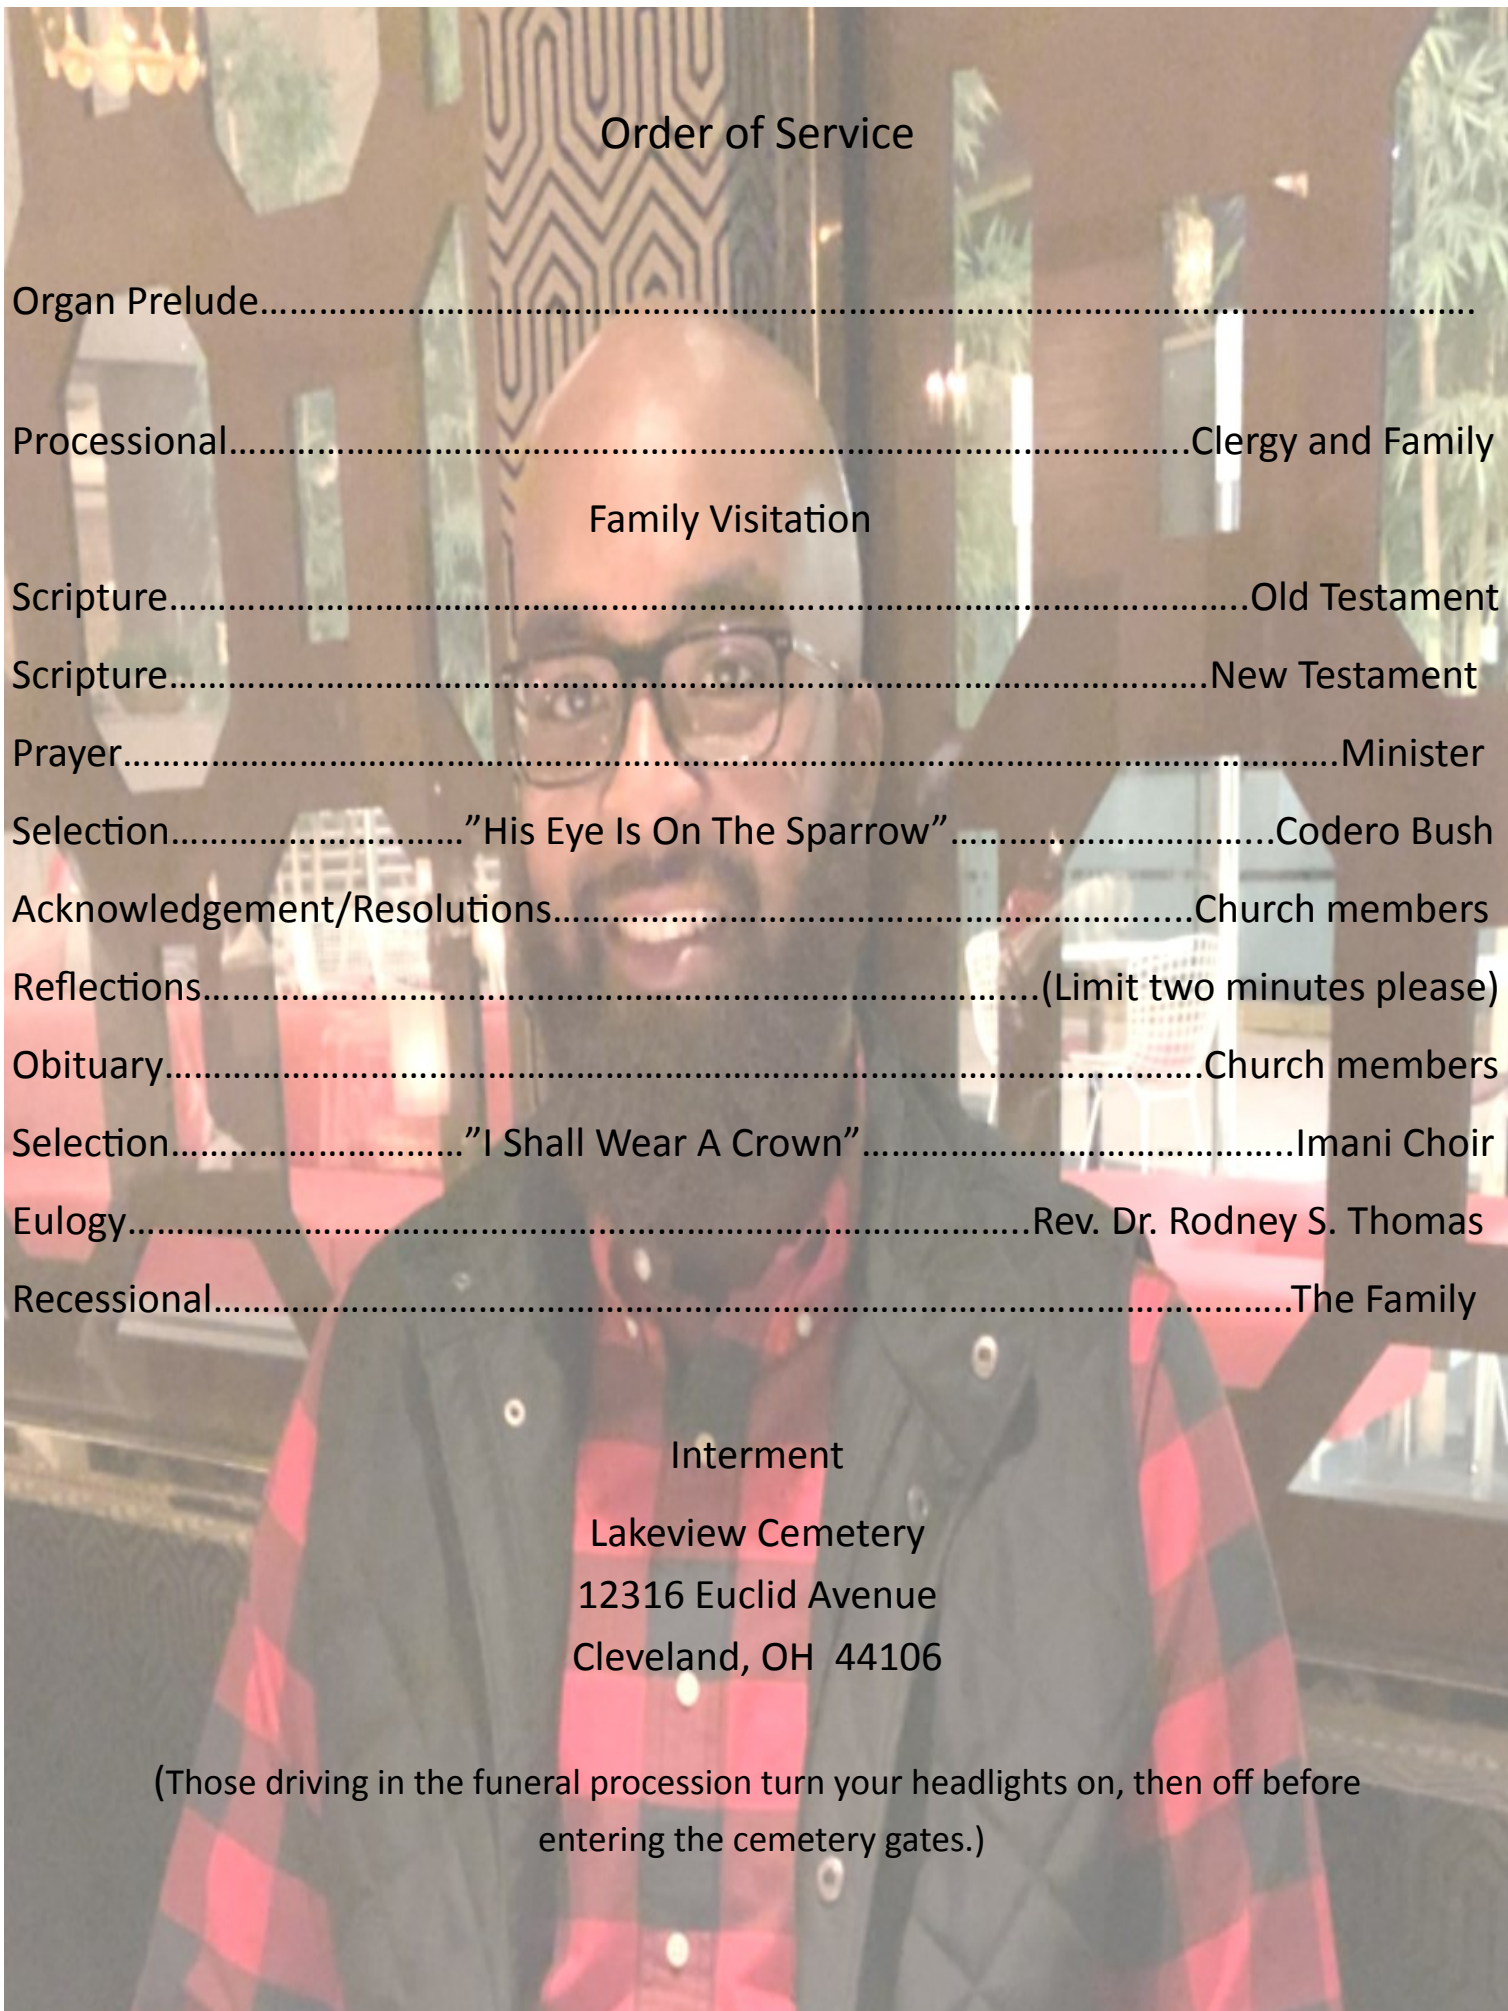 Order of Service
Organ Prelude……………………………………………………………………………………………………………….
Processional………………………………………………………………………………………..Clergy and Family
Family Visitation
Scripture…………………………………………………………………………………………………..Old Testament
Scripture……………………………………………………………………………………………….New Testament
Prayer……………………………………………………………………………………………………………….Minister
Selection…………………………”His Eye Is On The Sparrow”……………………………...Codero Bush
Acknowledgement/Resolutions…………………………………………………………...Church members
Reflections…………………………………………………………………………….(Limit two minutes please)
Obituary……………………………………………………………………………………………….Church members
Selection…………………………”I Shall Wear A Crown”……………………………………..Imani Choir
Eulogy…………………………………………………………………………………..Rev. Dr. Rodney S. Thomas
Recessional…………………………………………………………………………………………………..The Family
Interment
Lakeview Cemetery
12316 Euclid Avenue
Cleveland, OH  44106
(Those driving in the funeral procession turn your headlights on, then off before
entering the cemetery gates.)